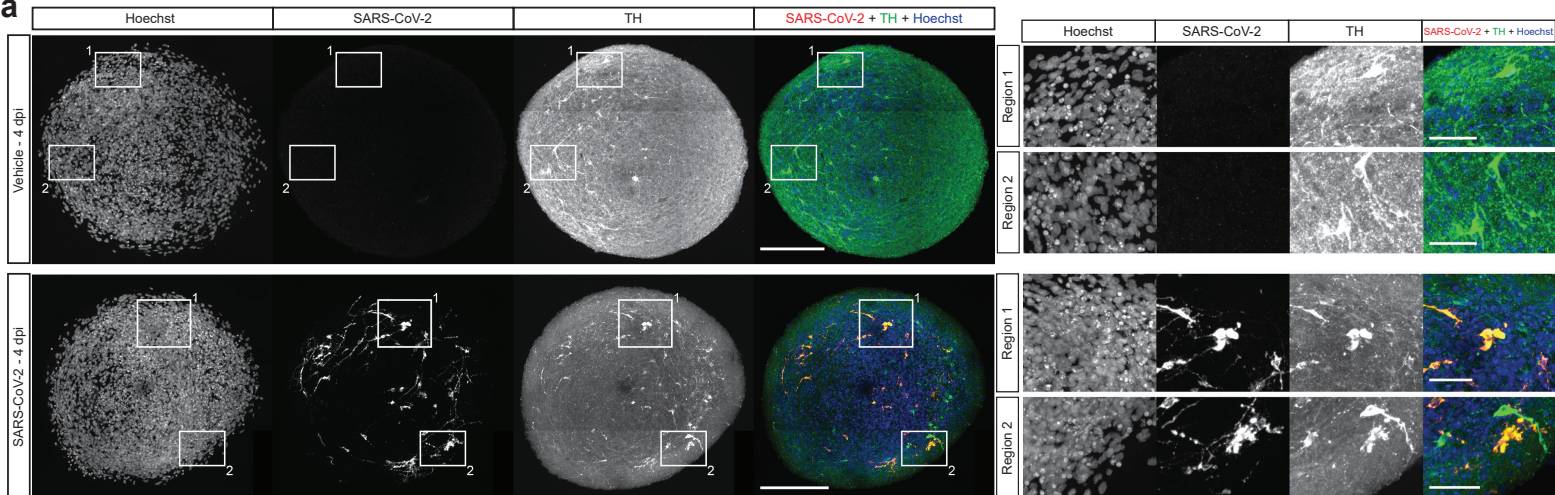 a
Hoechst
SARS-CoV-2
TH
SARS-CoV-2 + TH + Hoechst
Hoechst
SARS-CoV-2
TH
SARS-CoV-2 + TH + Hoechst
Vehicle - 4 dpi
1
1
1
1
2
2
2
2
Region 1
Region 2
SARS-CoV-2 - 4 dpi
1
1
1
1
2
2
2
2
Region 1
Region 2